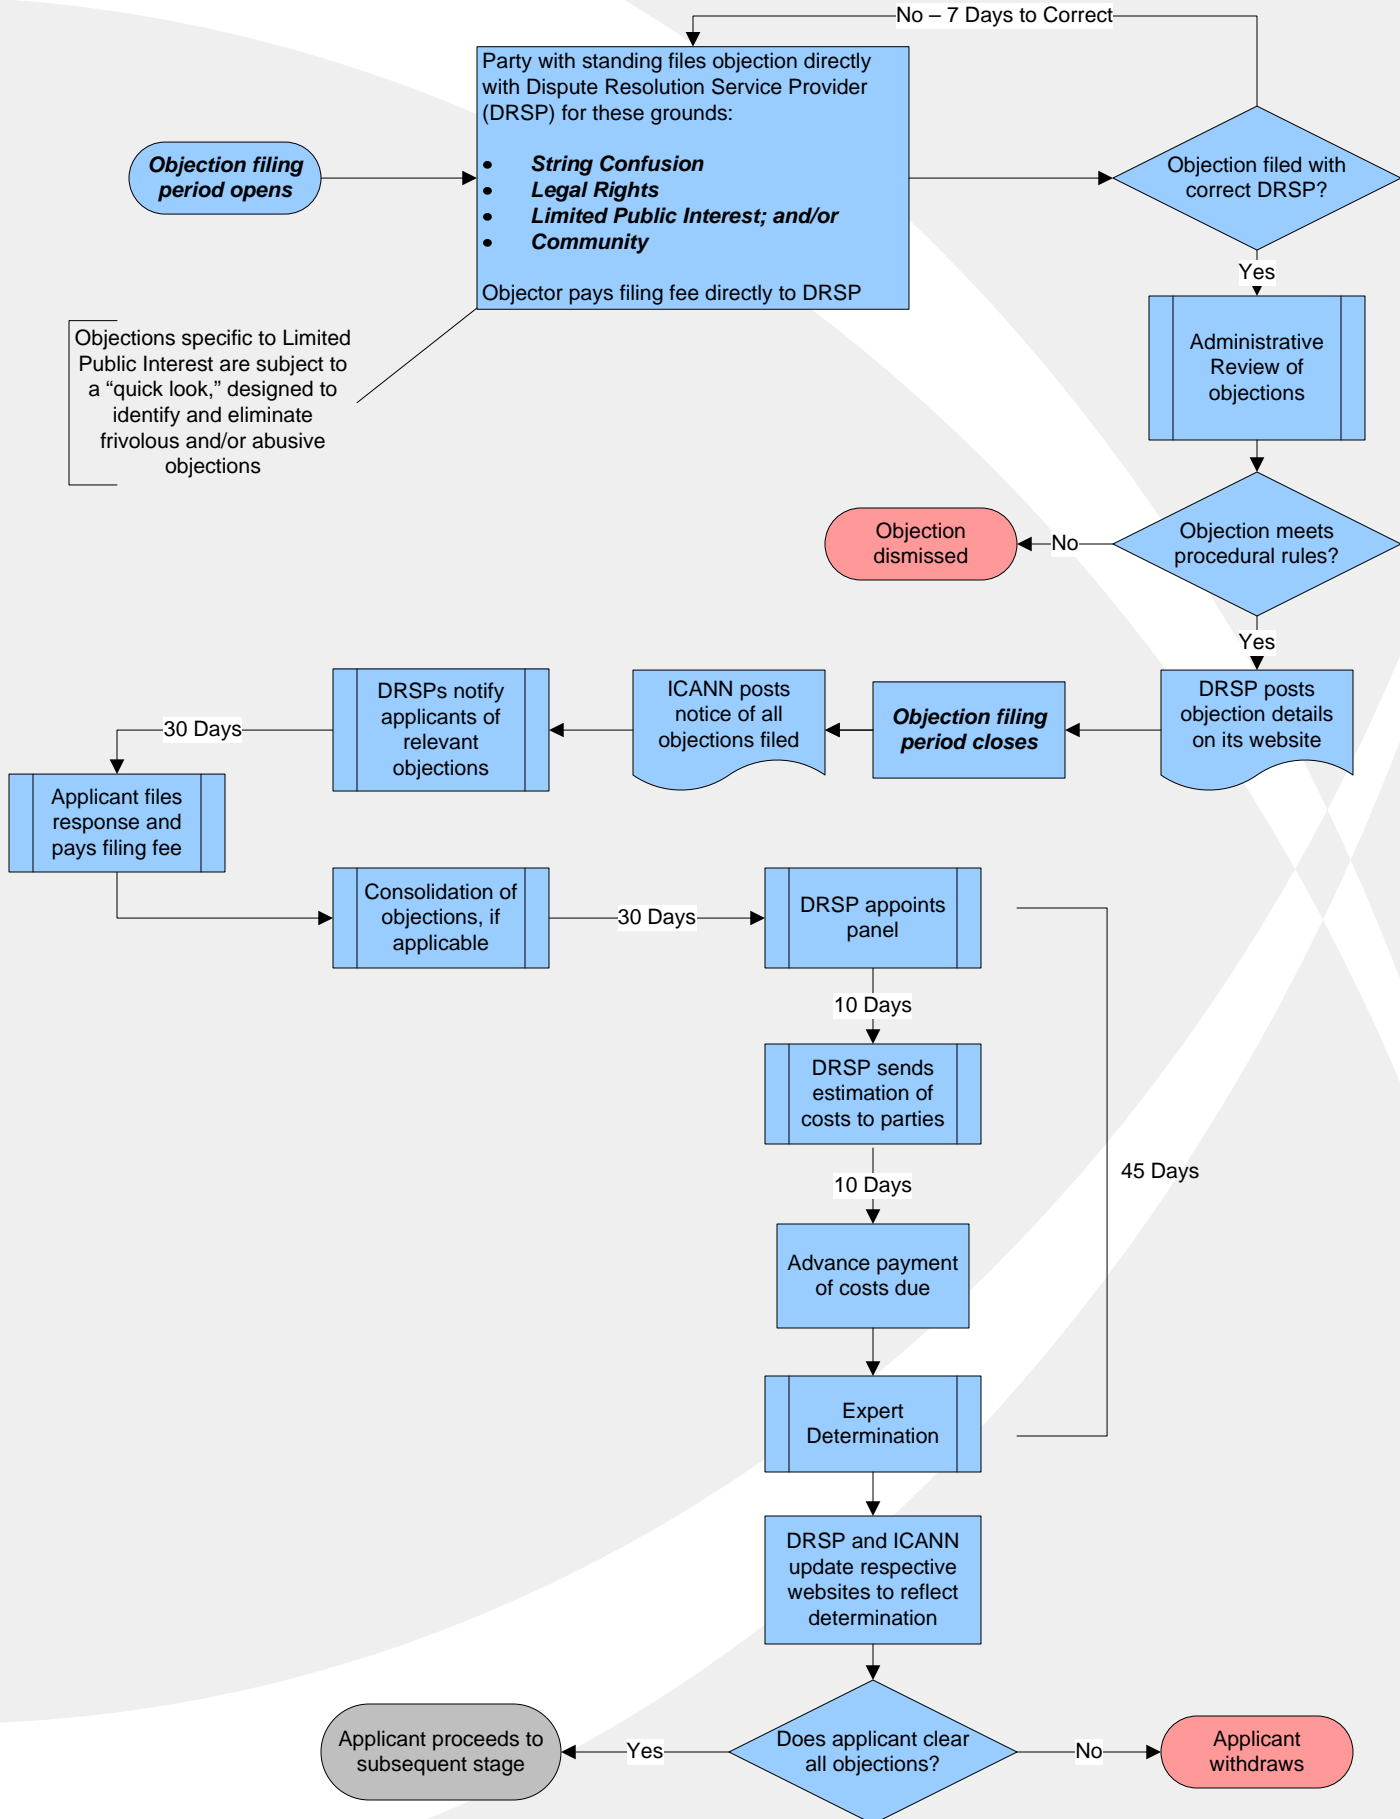 No – 7 Days to Correct
Party with standing files objection directly
with Dispute Resolution Service Provider
(DRSP) for these grounds:
• String Confusion
• Legal Rights
• Limited Public Interest; and/or
• Community
Objector pays filing fee directly to DRSP
Objection filing
period opens
Objection filed with
correct DRSP?
Yes
Objections specific to Limited
Public Interest are subject to
a “quick look,” designed to
identify and eliminate
frivolous and/or abusive
objections
Administrative
Review of
objections
Objection meets
procedural rules?
No
Objection
dismissed
Yes
DRSP posts
objection details
on its website
Objection filing
period closes
ICANN posts
notice of all
objections filed
DRSPs notify
applicants of
relevant
objections
30 Days
Applicant files
response and
pays filing fee
Consolidation of
objections, if
applicable
30 Days
DRSP appoints
panel
10 Days
DRSP sends
estimation of
costs to parties
10 Days
45 Days
Advance payment
of costs due
Expert
Determination
DRSP and ICANN
update respective
websites to reflect
determination
Does applicant clear
all objections?
Yes
Applicant proceeds to
subsequent stage
No
Applicant
withdraws